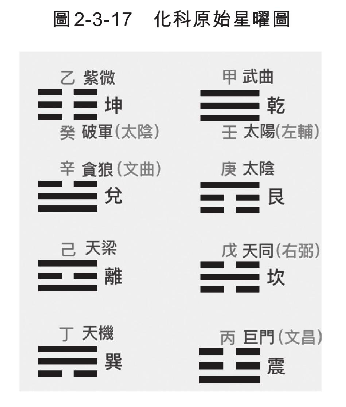 圖2-3-17 化科原始星曜圖
乙 紫微
坤
癸 破軍(太陰)
甲 武曲
乾
壬 太陽(左輔)
辛 貪狼(文曲)
兌
庚 太陰
艮
己 天梁
離
戊 天同(右弼)
坎
丁 天機
巽
丙 巨門(文昌)
震